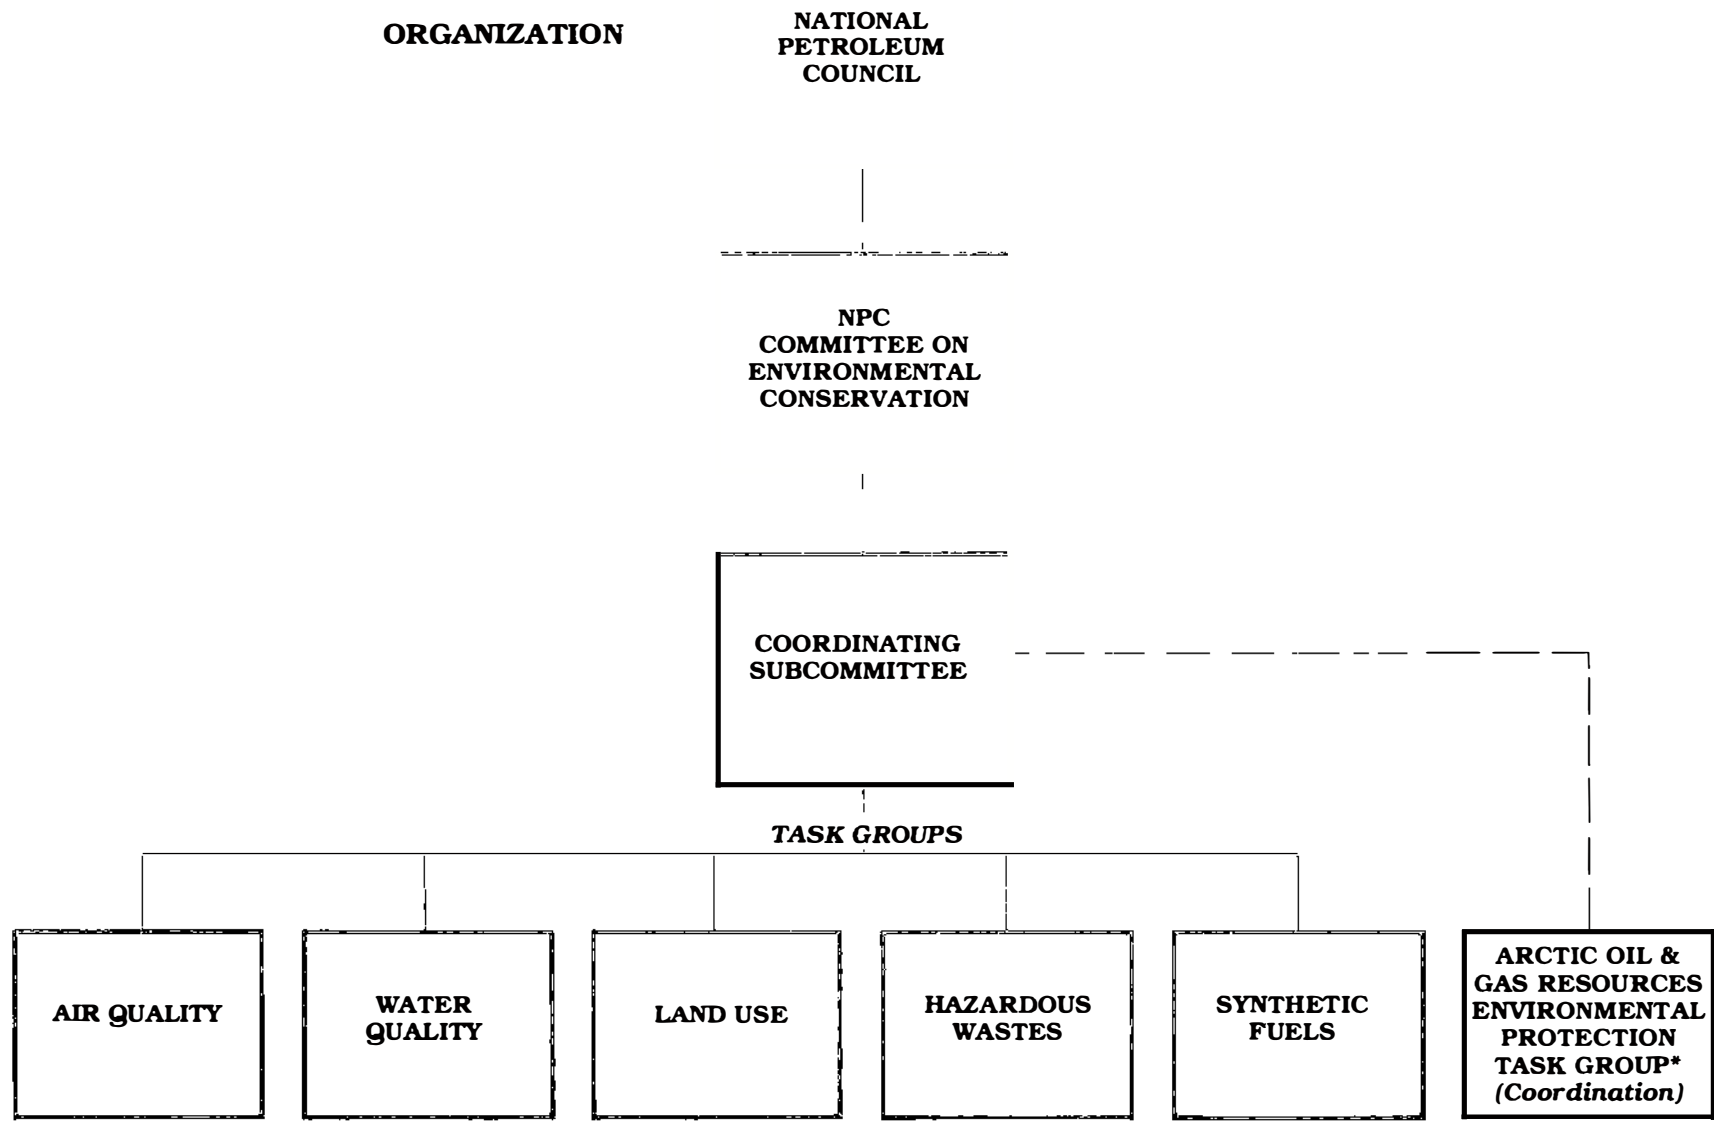 ORGANIZATION
NATIONAL
PETROLEUM
COUNCIL
NPC
COMMITTEE ON
ENVIRONMENTAL
CONSERVATION
COORDINATING
SUBCOMMITTEE
TASK GROUPS
AIR QUALITY
WATER
QUALITY
LAND USE
HAZARDOUS
WASTES
SYNTHETIC
FUELS
ARCTIC OIL &
GAS RESOURCES
ENVIRONMENTAL
PROTECTION
TASK GROUP*
(Coordination)